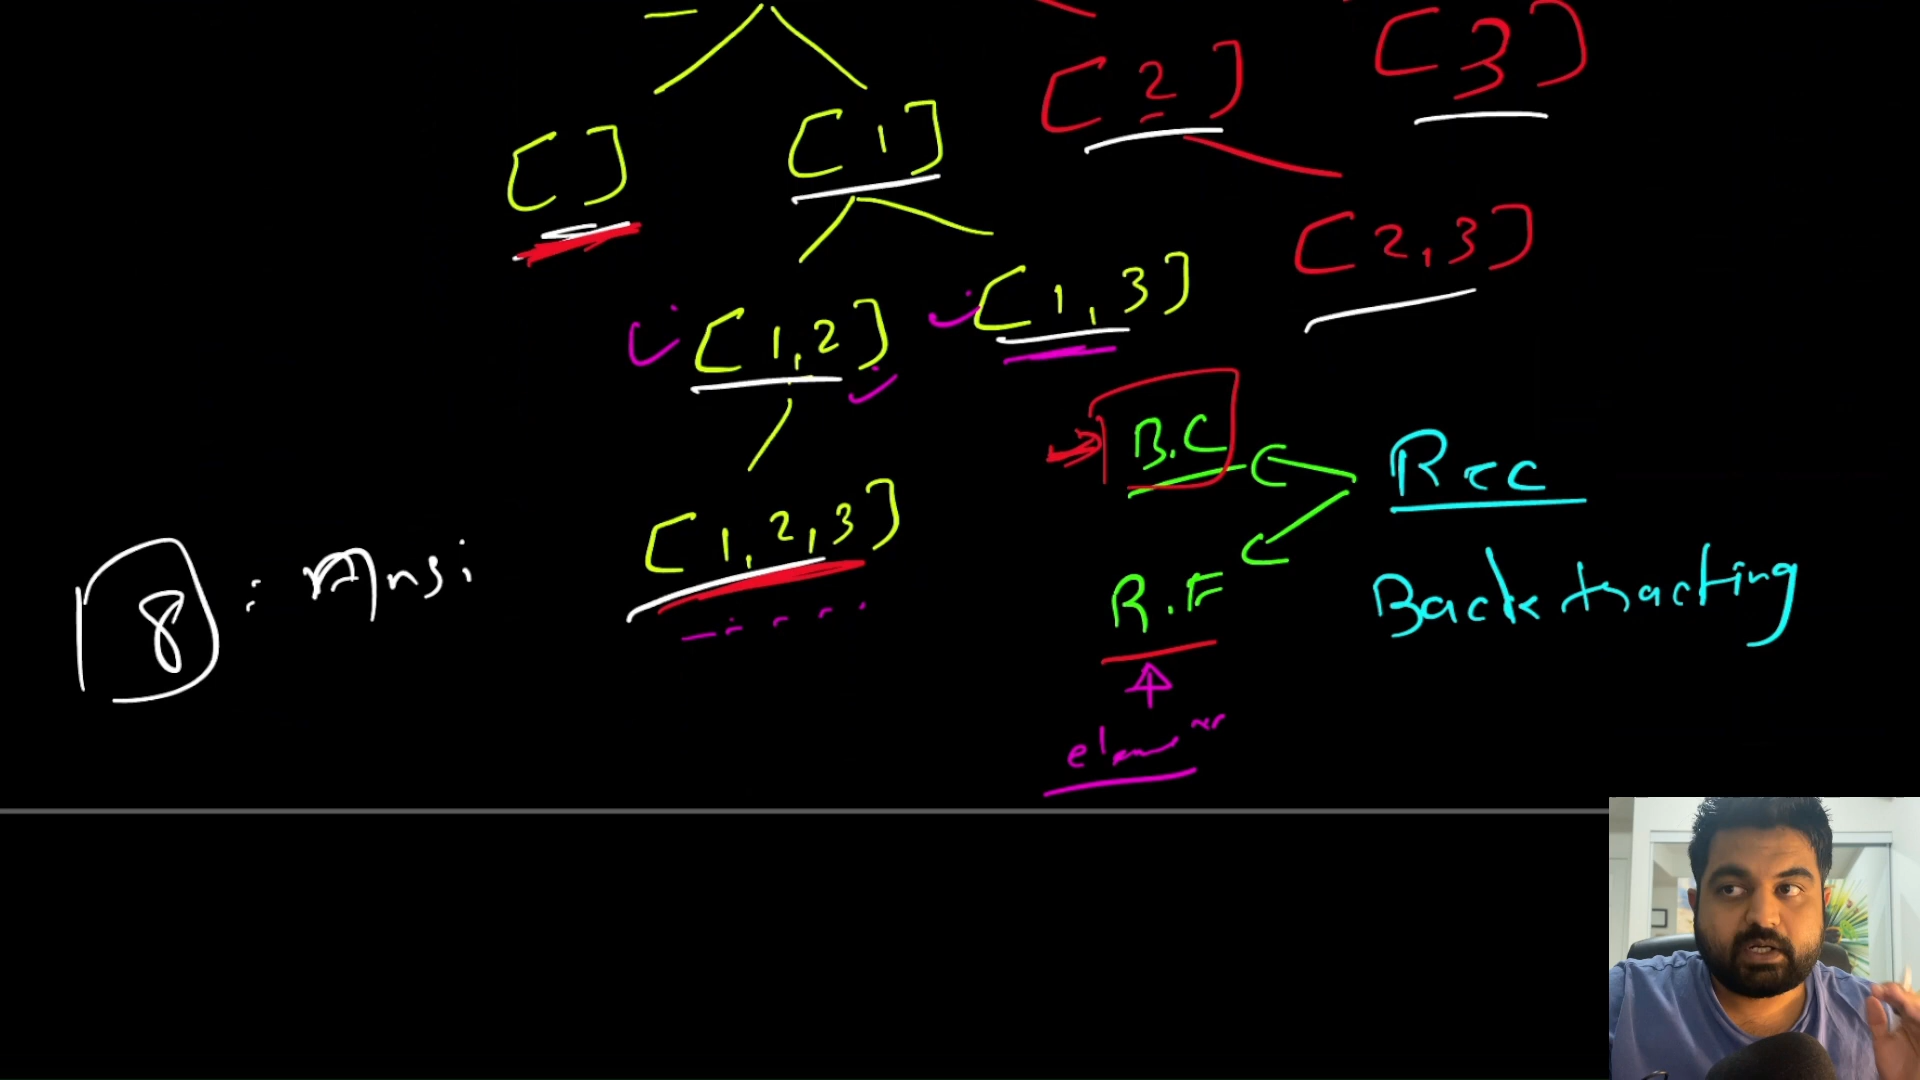 [3]
[2]
[] [1]
[2,3]
[1,2] [1,3]
B.C Rec
[1,2,3]
8 : Ans:
R.F Backtracking